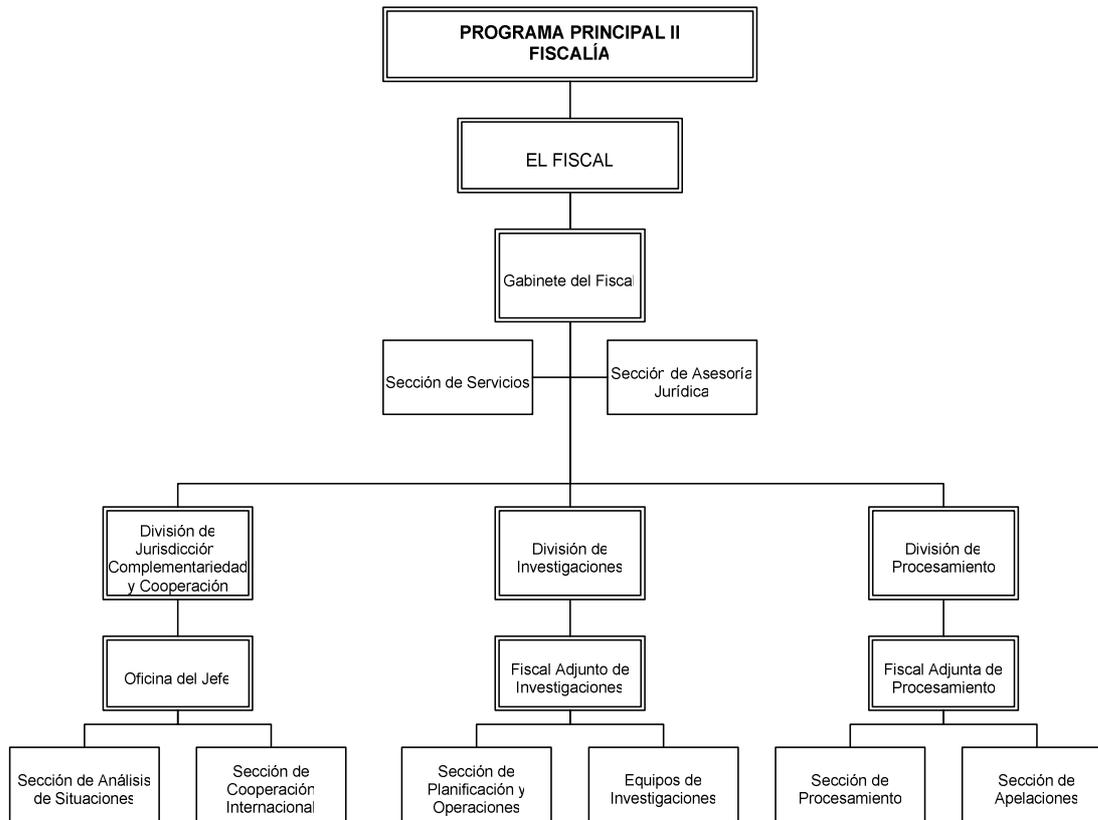 PROGRAMA PRINCIPAL II
FISCALÍA
EL FISCAL
Gabinete del Fiscal
Sección de Servicios
Sección de Asesoría
Jurídica
División de
Jurisdicción
Complementariedad
y Cooperación
División de
Investigaciones
División de
Procesamiento
Oficina del Jefe
Fiscal Adjunto de
Investigaciones
Fiscal Adjunta de
Procesamiento
Sección de Análisis
de Situaciones
Sección de
Cooperación
Internacional
Sección de
Planificación y
Operaciones
Equipos de
Investigaciones
Sección de
Procesamiento
Sección de
Apelaciones